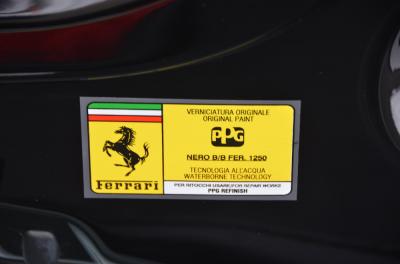 VERNICIATURA ORIGINALE
ORIGINAL PAINT
PPG
NERO B/B FER. 1250
TECNOLOGIA ALL'ACQUA
WATERBORNE TECHNOLOGY
Ferrari
PER RITOCCHI USARE/FOR REPAIR WORKS
PPG REFINISH